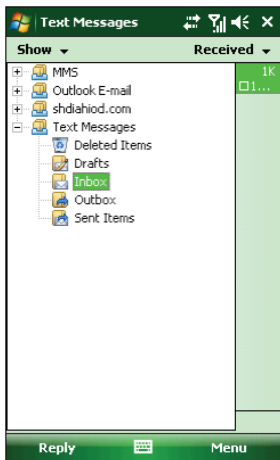 Text Messages
Show Received
MMS 1K
Outlook E-mail 1...
shdiahiod.com
Text Messages
Deleted Items
Drafts
Inbox
Outbox
Sent Items
Reply Menu